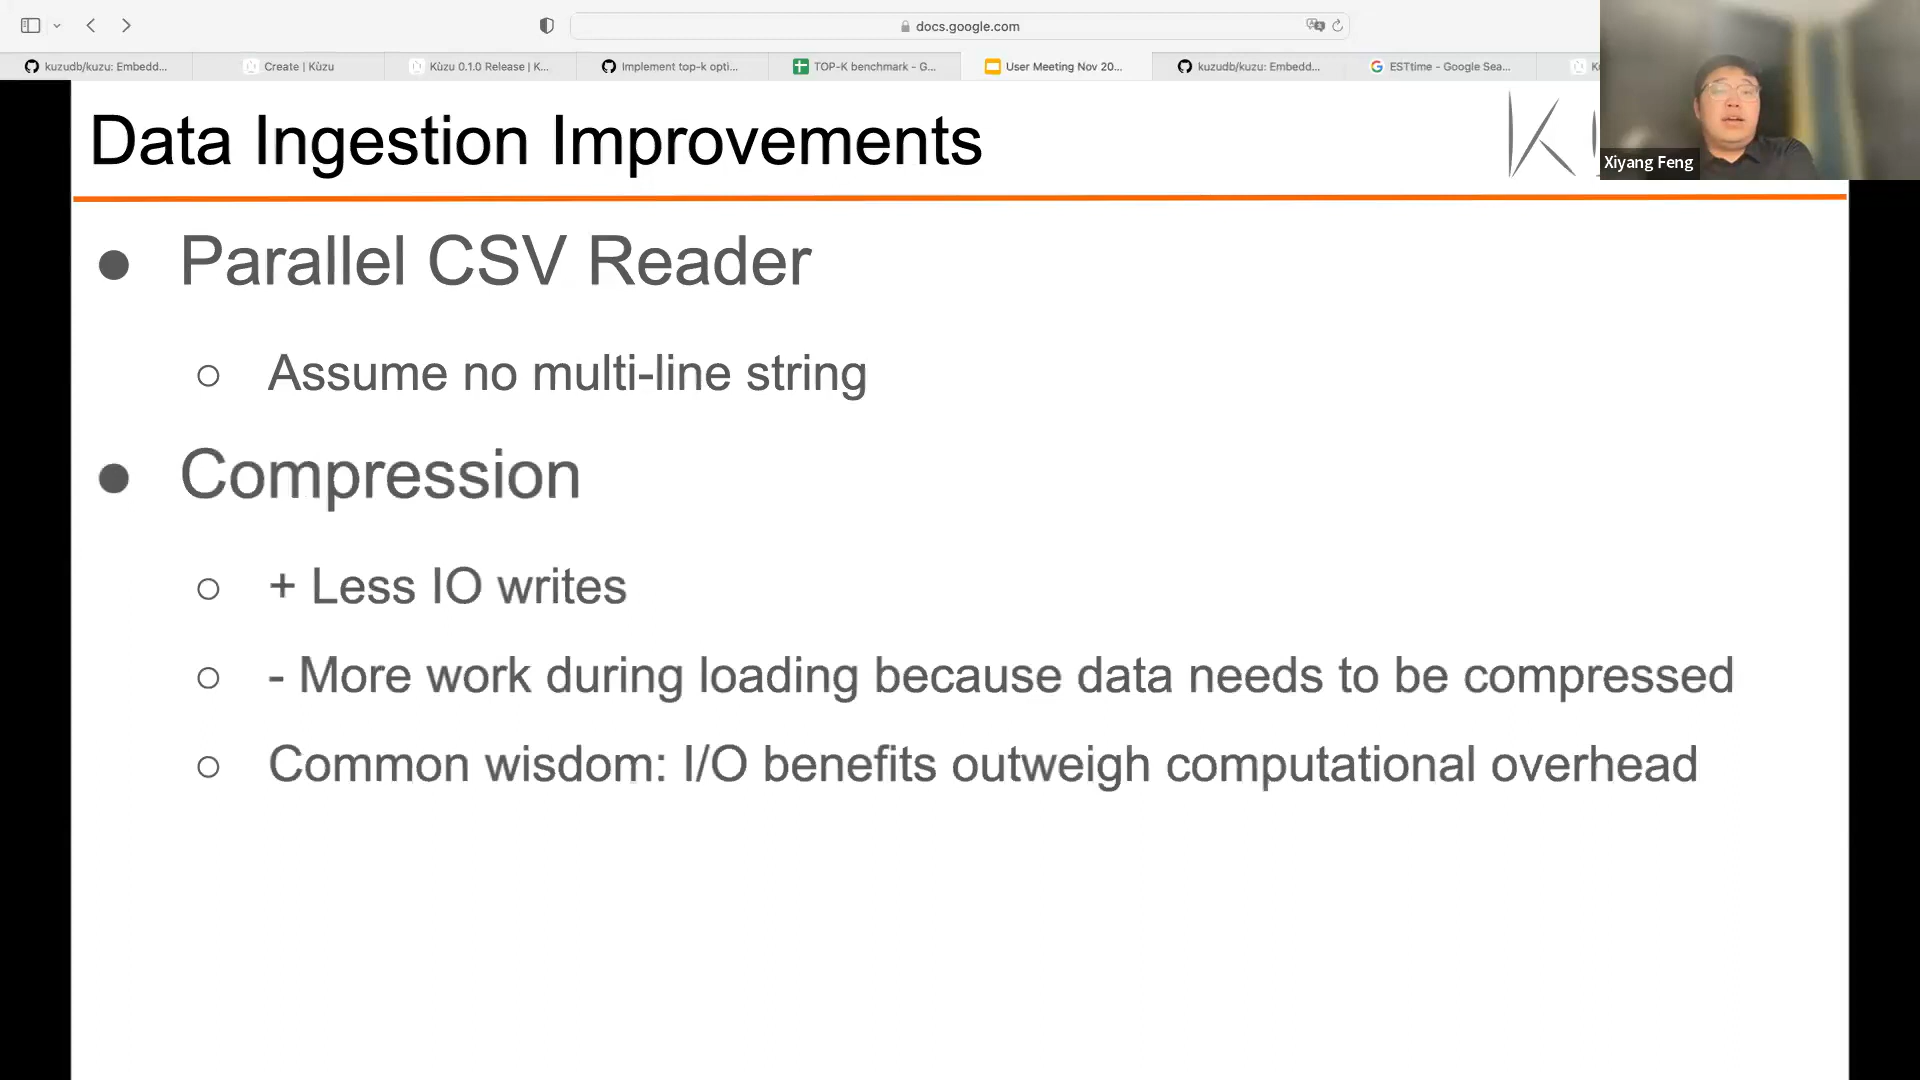 docs.google.com
kuzudb/kuzu: Embedd...
Create | Kùzu
Kùzu 0.1.0 Release | K...
Implement top-k opti...
TOP-K benchmark - G...
User Meeting Nov 20...
kuzudb/kuzu: Embedd...
ESTtime - Google Sea...
Data Ingestion Improvements
Xiyang Feng
● Parallel CSV Reader
○ Assume no multi-line string
● Compression
○ + Less IO writes
○ - More work during loading because data needs to be compressed
○ Common wisdom: I/O benefits outweigh computational overhead